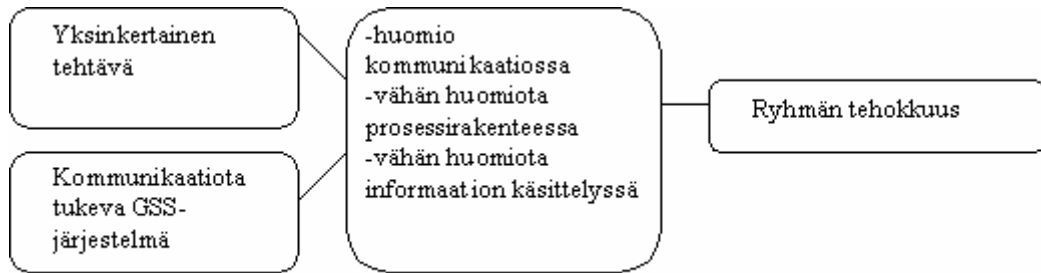 Yksinkertainen
tehtävä
Kommunikaatiota
tukeva GSS-
järjestelmä
-huomio
kommunikaatiossa
-vähän huomiota
prosessirakenteessa
-vähän huomiota
informaation käsittelyssä
Ryhmän tehokkuus